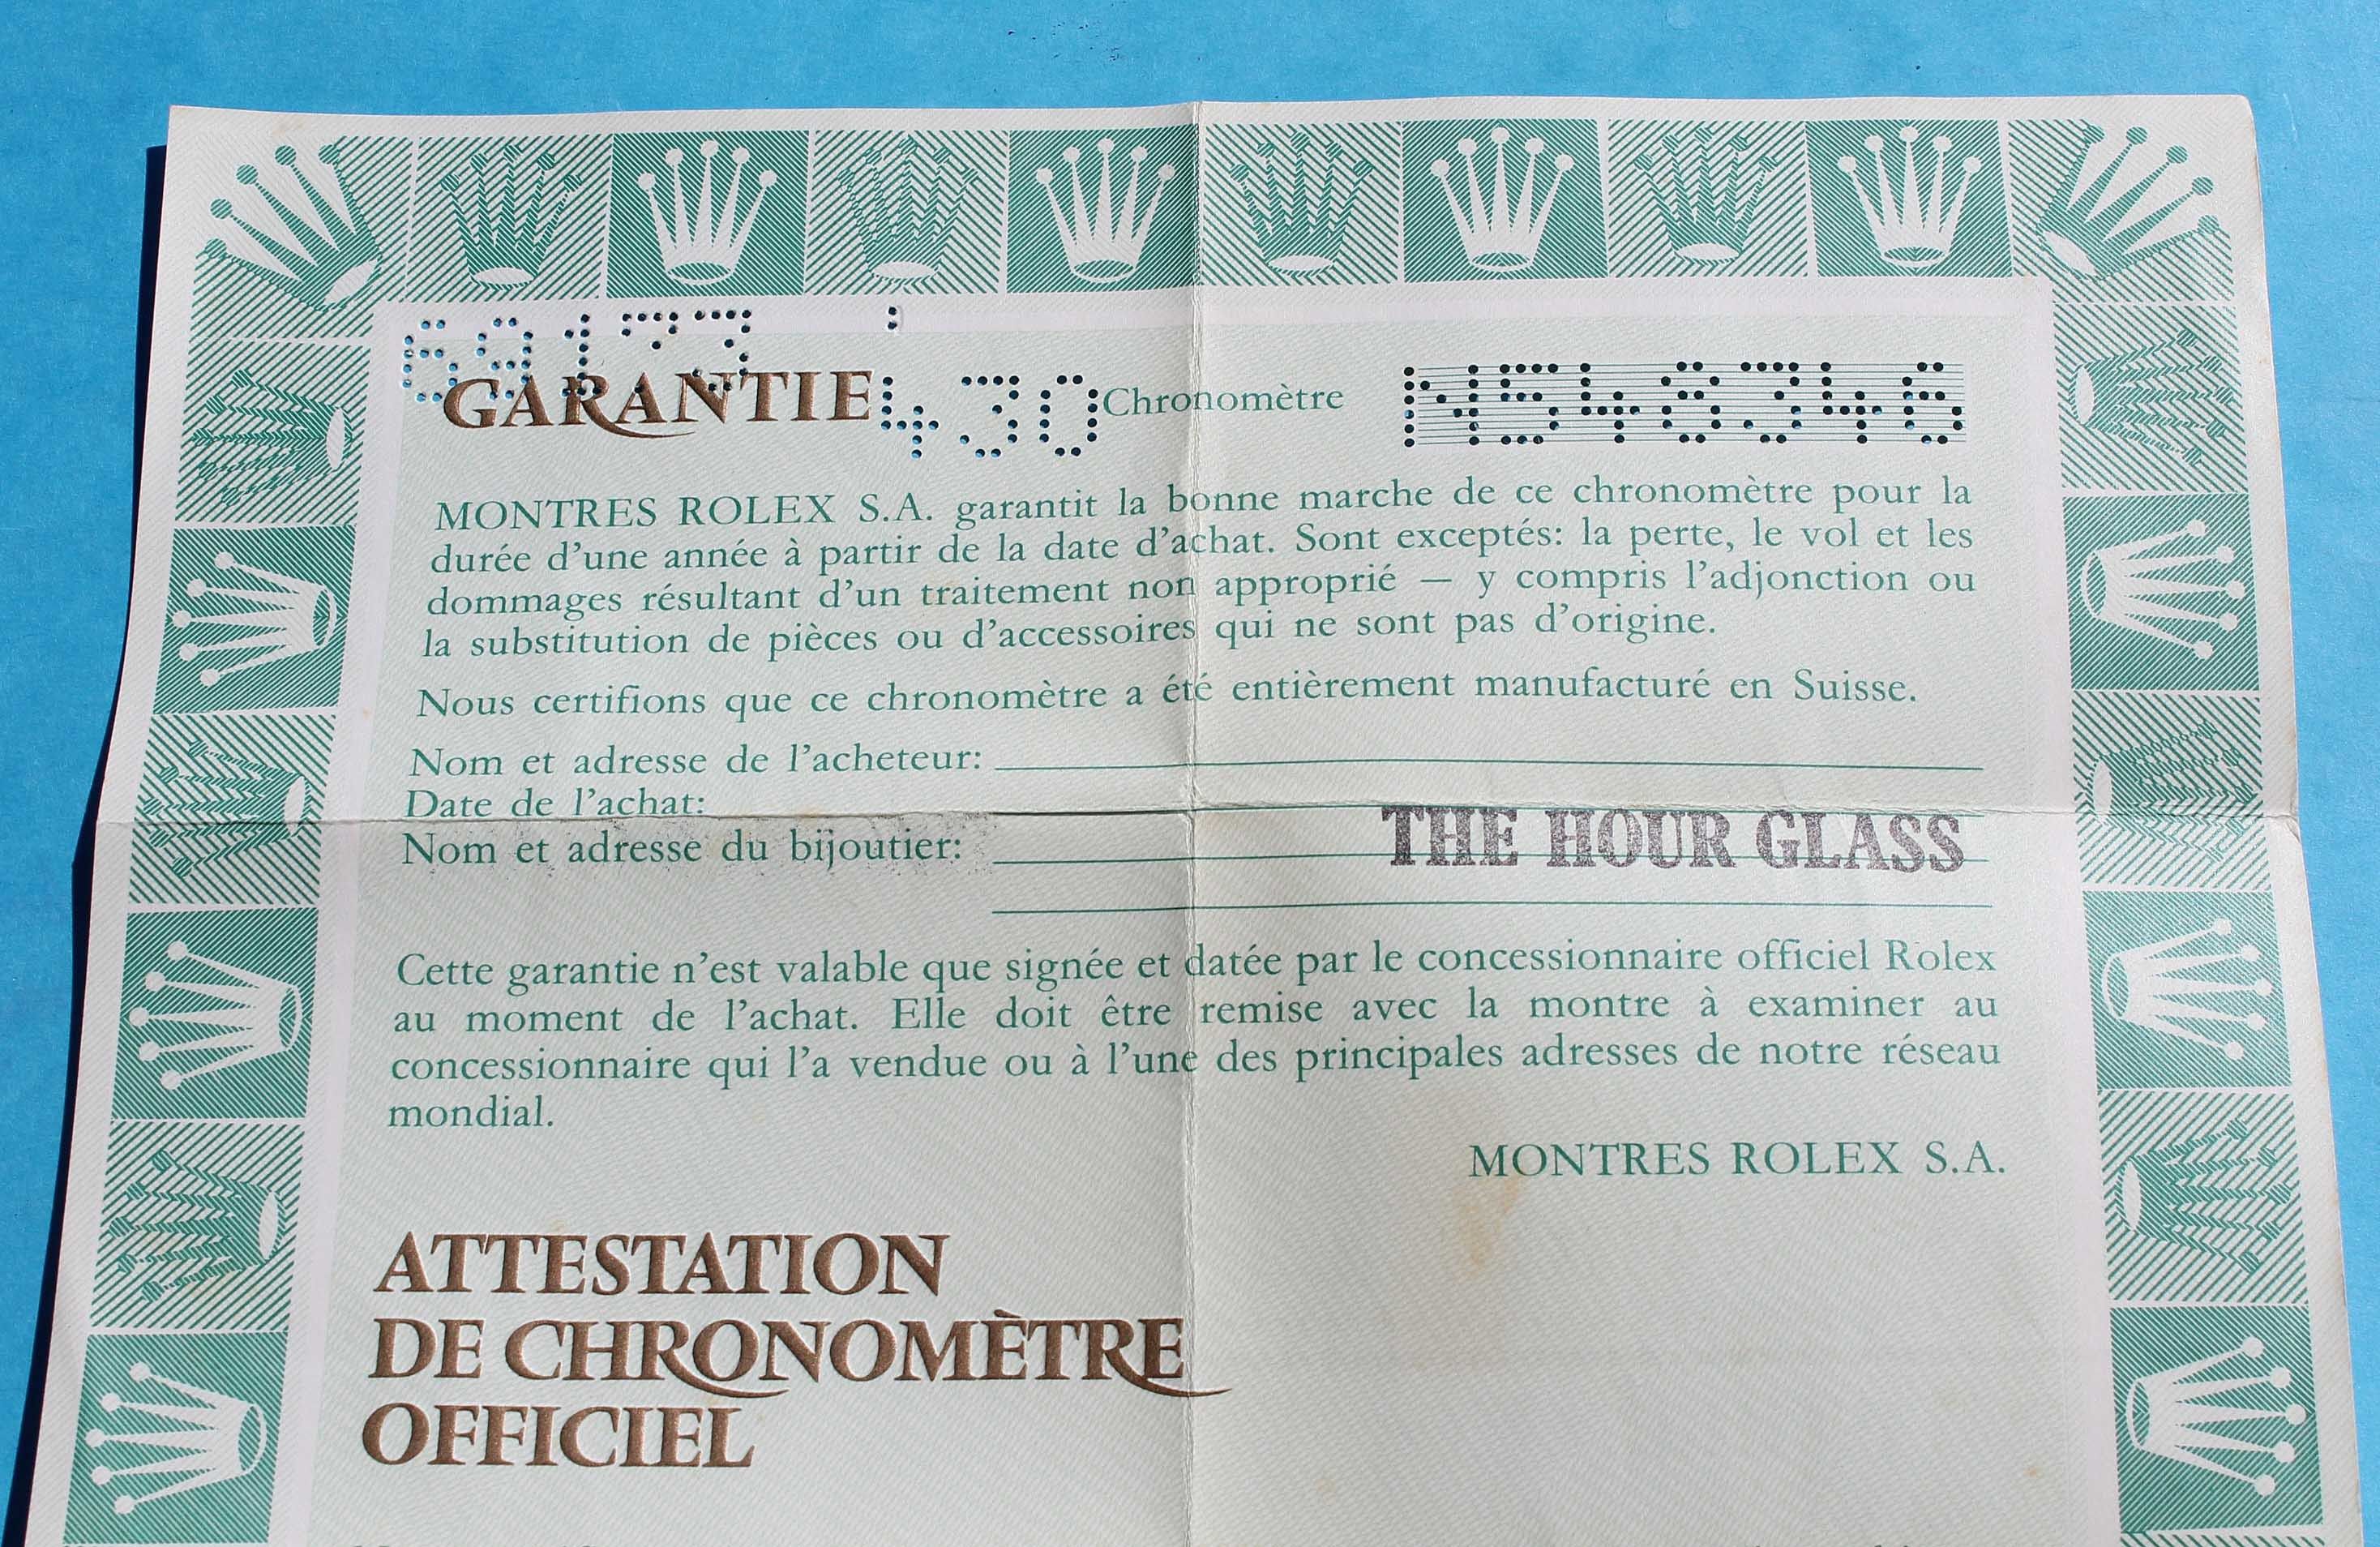 69173
GARANTIE 430 Chronomètre N548346
MONTRES ROLEX S.A. garantit la bonne marche de ce chronomètre pour la
durée d'une année à partir de la date d'achat. Sont exceptés: la perte, le vol et les
dommages résultant d'un traitement non approprié — y compris l'adjonction ou
la substitution de pièces ou d'accessoires qui ne sont pas d'origine.
Nous certifions que ce chronomètre a été entièrement manufacturé en Suisse.
Nom et adresse de l'acheteur:
Date de l'achat:
Nom et adresse du bijoutier: THE HOUR GLASS
Cette garantie n'est valable que signée et datée par le concessionnaire officiel Rolex
au moment de l'achat. Elle doit être remise avec la montre à examiner au
concessionnaire qui l'a vendue ou à l'une des principales adresses de notre réseau
mondial.
MONTRES ROLEX S.A.
ATTESTATION
DE CHRONOMÈTRE
OFFICIEL